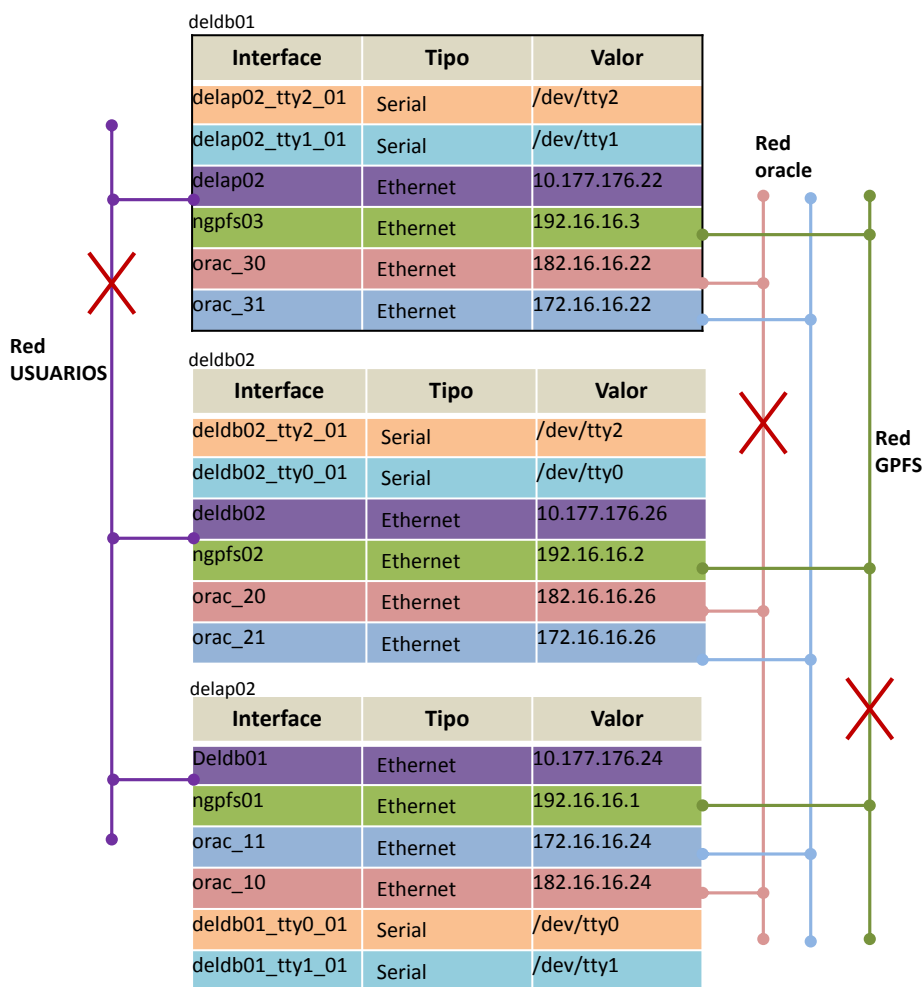 deldb01
Interface Tipo Valor
delap02_tty2_01 Serial /dev/tty2
delap02_tty1_01 Serial /dev/tty1
delap02 Ethernet 10.177.176.22
ngpfs03 Ethernet 192.16.16.3
orac_30 Ethernet 182.16.16.22
orac_31 Ethernet 172.16.16.22
Red
oracle
Red
USUARIOS
deldb02
Interface Tipo Valor
deldb02_tty2_01 Serial /dev/tty2
deldb02_tty0_01 Serial /dev/tty0
deldb02 Ethernet 10.177.176.26
ngpfs02 Ethernet 192.16.16.2
orac_20 Ethernet 182.16.16.26
orac_21 Ethernet 172.16.16.26
Red
GPFS
delap02
Interface Tipo Valor
Deldb01 Ethernet 10.177.176.24
ngpfs01 Ethernet 192.16.16.1
orac_11 Ethernet 172.16.16.24
orac_10 Ethernet 182.16.16.24
deldb01_tty0_01 Serial /dev/tty0
deldb01_tty1_01 Serial /dev/tty1